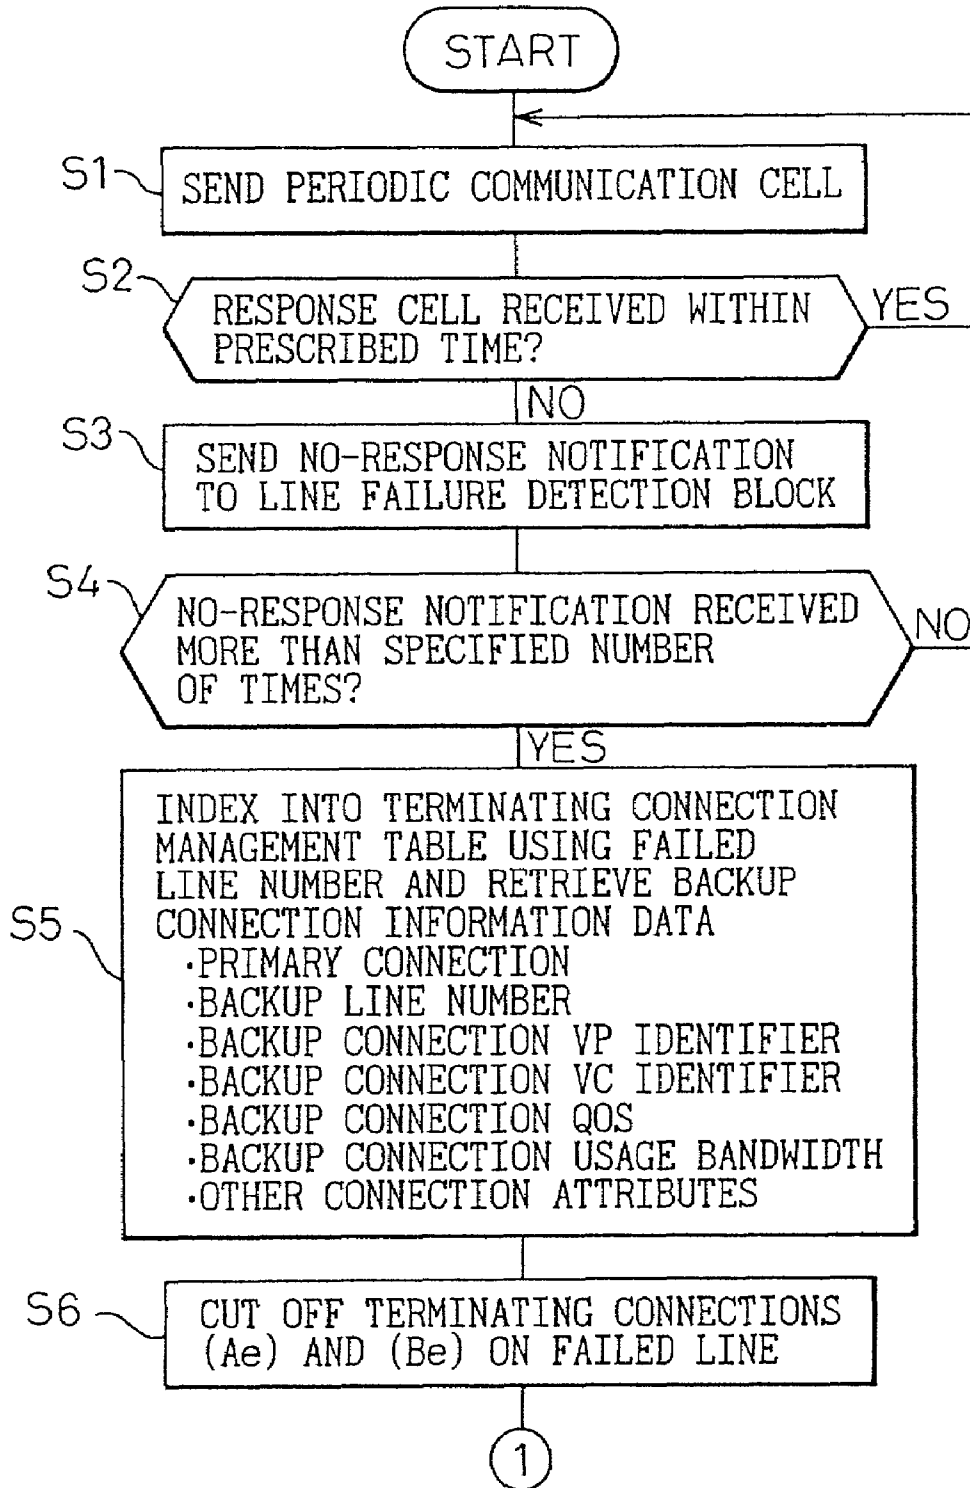 START
S1
SEND PERIODIC COMMUNICATION CELL
S2
RESPONSE CELL RECEIVED WITHIN
PRESCRIBED TIME?
YES
NO
S3
SEND NO-RESPONSE NOTIFICATION
TO LINE FAILURE DETECTION BLOCK
S4
NO-RESPONSE NOTIFICATION RECEIVED
MORE THAN SPECIFIED NUMBER
OF TIMES?
NO
YES
S5
INDEX INTO TERMINATING CONNECTION
MANAGEMENT TABLE USING FAILED
LINE NUMBER AND RETRIEVE BACKUP
CONNECTION INFORMATION DATA
·PRIMARY CONNECTION
·BACKUP LINE NUMBER
·BACKUP CONNECTION VP IDENTIFIER
·BACKUP CONNECTION VC IDENTIFIER
·BACKUP CONNECTION QOS
·BACKUP CONNECTION USAGE BANDWIDTH
·OTHER CONNECTION ATTRIBUTES
S6
CUT OFF TERMINATING CONNECTIONS
(Ae) AND (Be) ON FAILED LINE
1